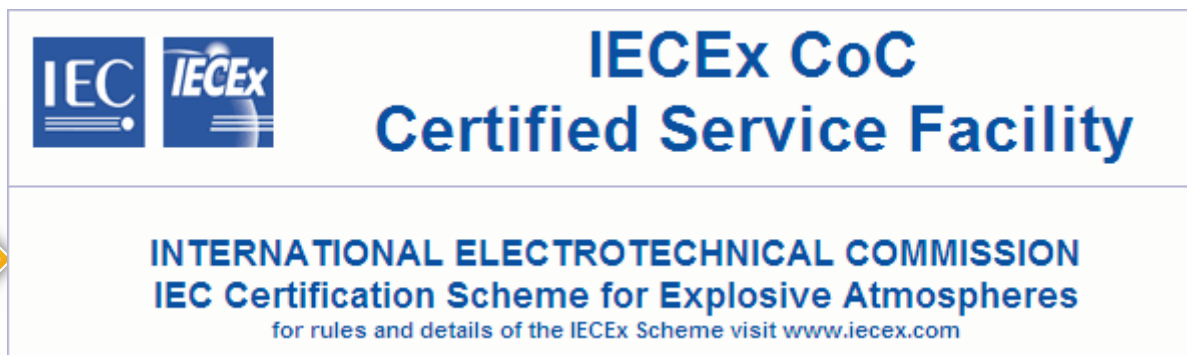 IEC
IECEx
IECEx CoC
Certified Service Facility
INTERNATIONAL ELECTROTECHNICAL COMMISSION
IEC Certification Scheme for Explosive Atmospheres
for rules and details of the IECEx Scheme visit www.iecex.com